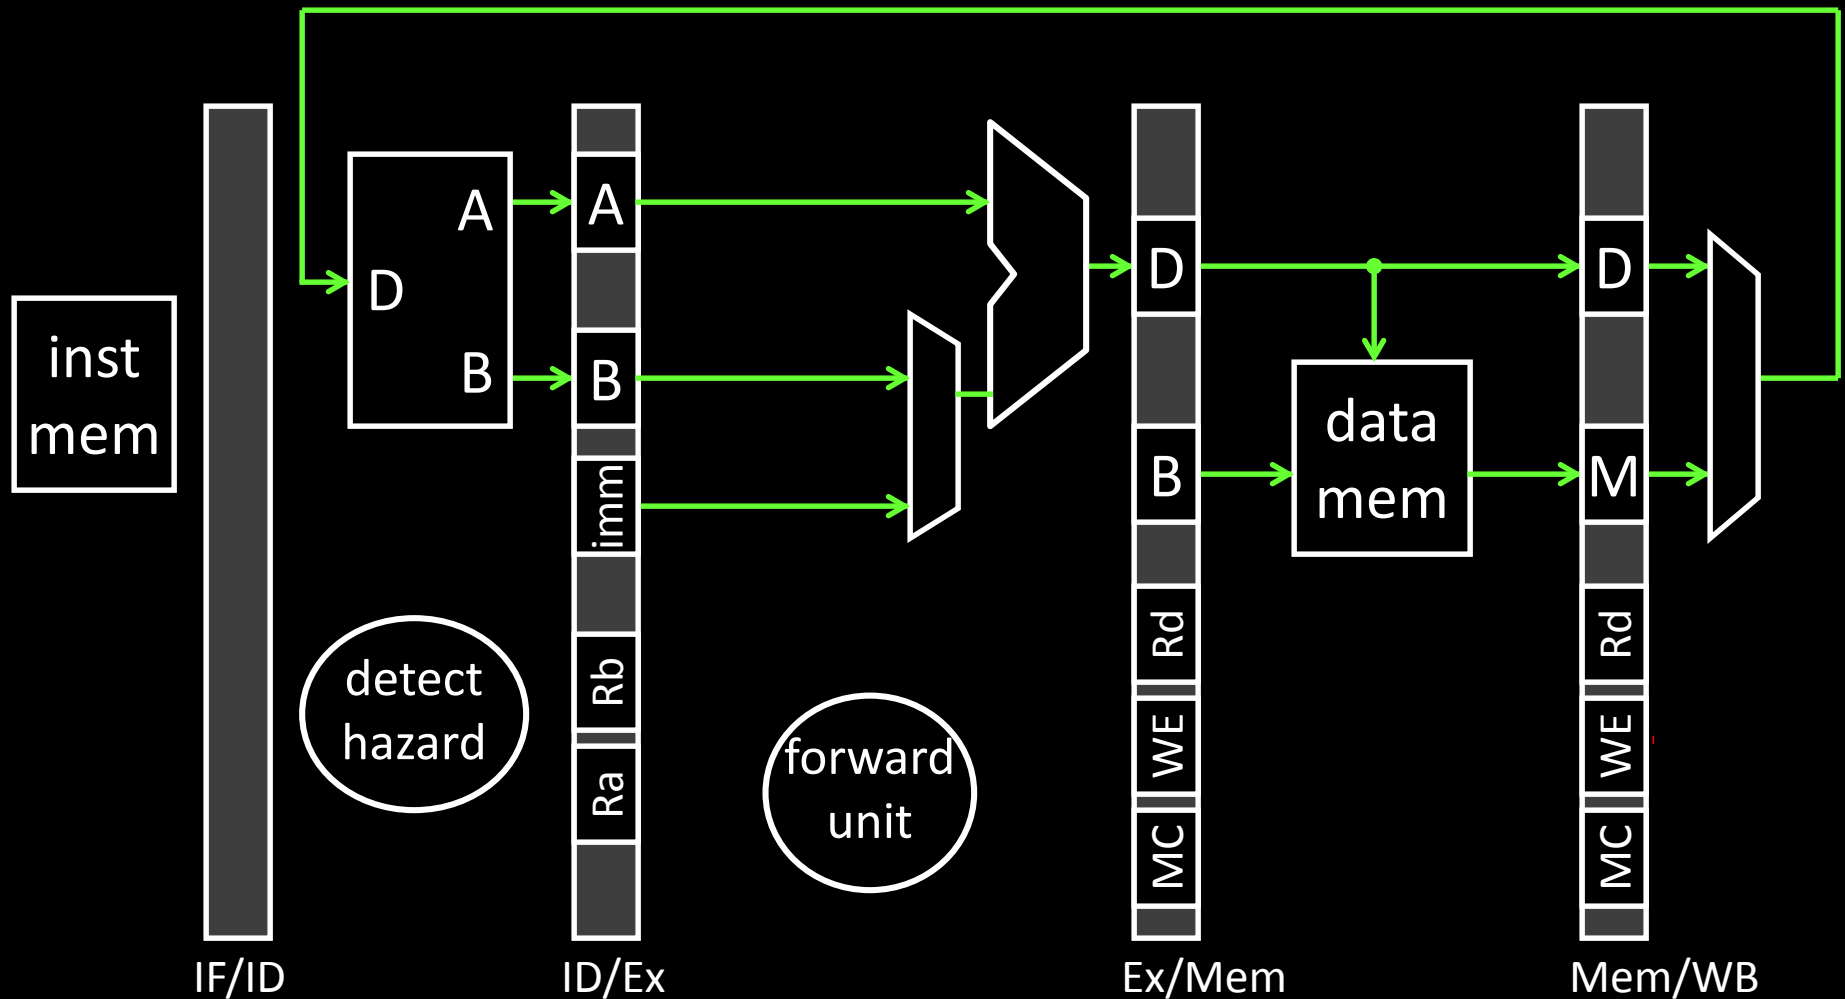 inst
mem
D
A
B
detect
hazard
A
B
imm
Rb
Ra
forward
unit
D
B
Rd
WE
MC
data
mem
D
M
Rd
WE
MC
IF/ID
ID/Ex
Ex/Mem
Mem/WB